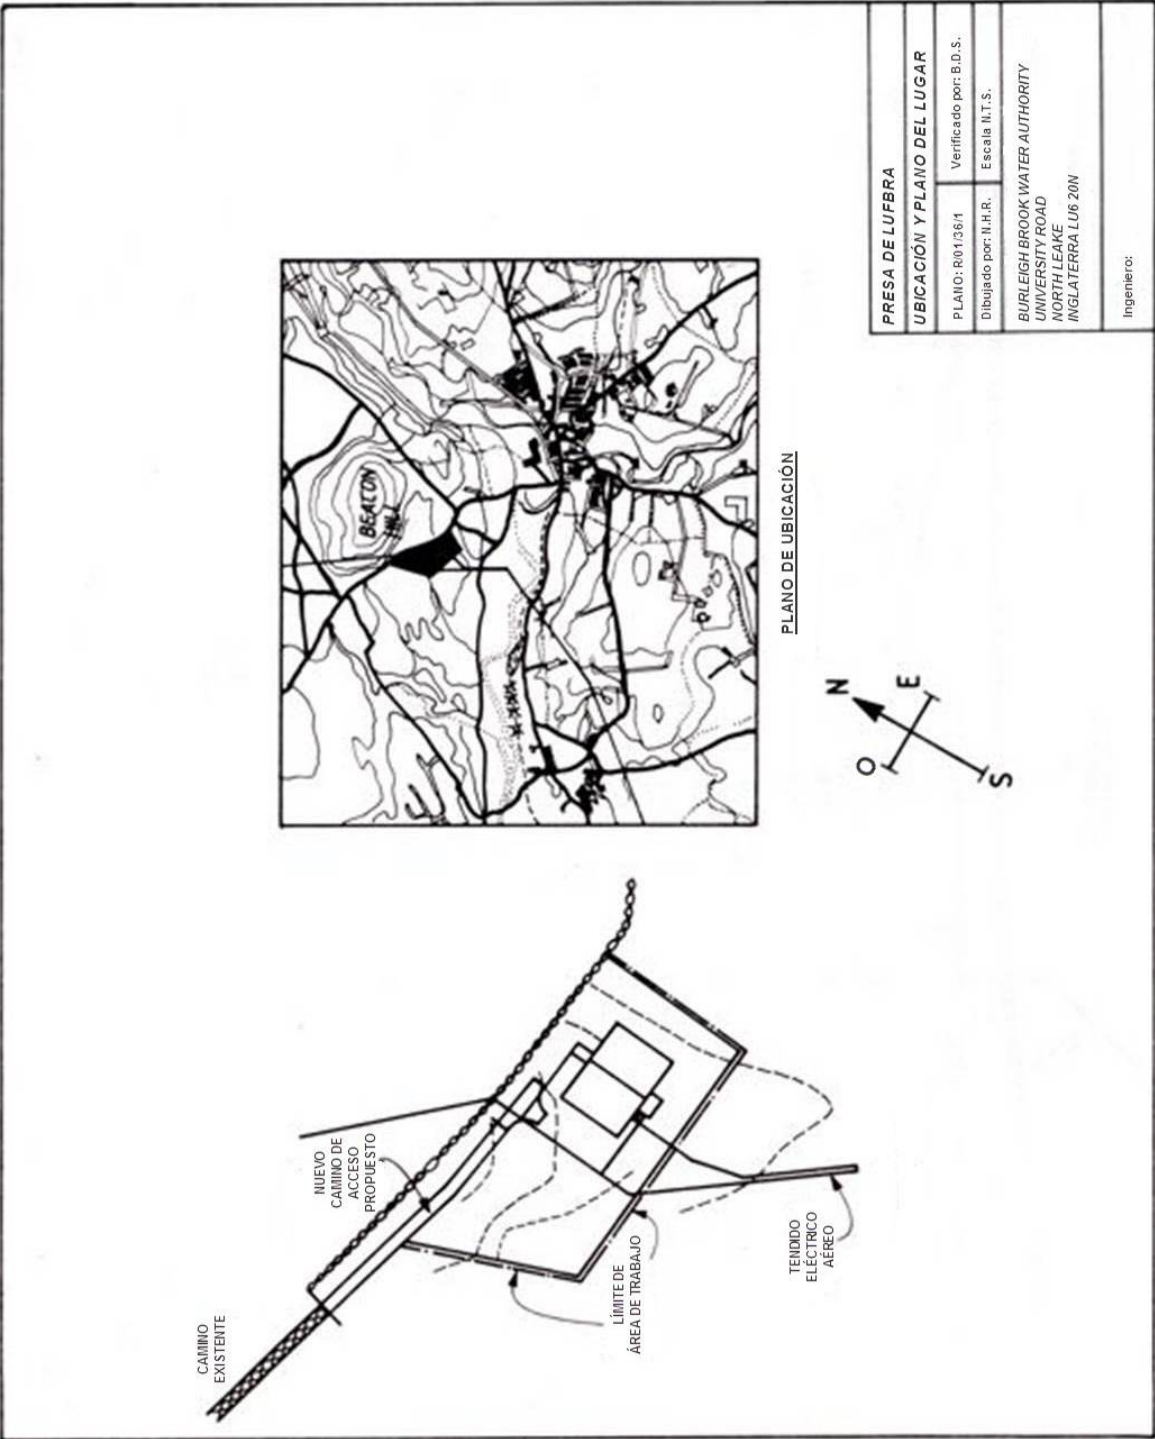 CAMINO
EXISTENTE
NUEVO
CAMINO DE
ACCESO
PROPUESTO
LÍMITE DE
ÁREA DE TRABAJO
TENDIDO
ELÉCTRICO
AÉREO
BEACON
HILL
PLANO DE UBICACIÓN
N
O
E
S
PRESA DE LUFBRA
UBICACIÓN Y PLANO DEL LUGAR
PLANO: R/01/36/1
Verificado por: B.D.S.
Dibujado por: N.H.R.
Escala N.T.S.
BURLEIGH BROOK WATER AUTHORITY
UNIVERSITY ROAD
NORTH LEAKE
INGLATERRA LU6 20N
Ingeniero: